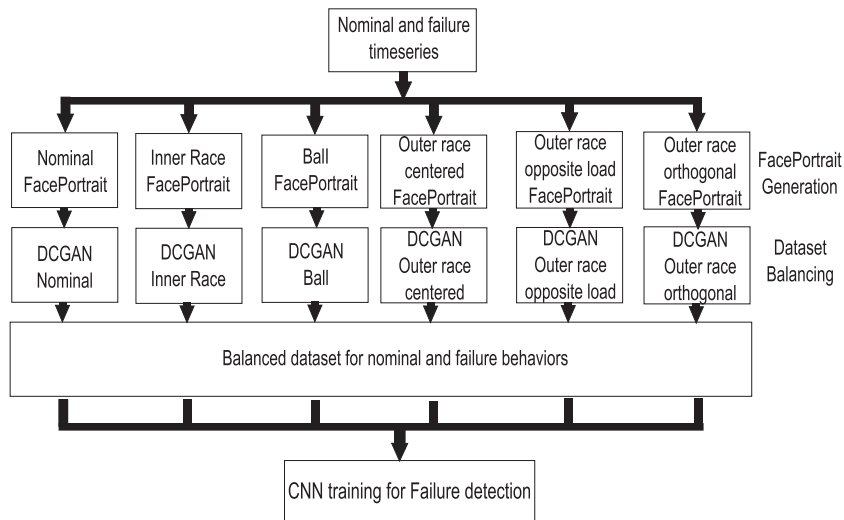 Nominal and failure
timeseries
Nominal
FacePortrait
Inner Race
FacePortrait
Ball
FacePortrait
Outer race
centered
FacePortrait
Outer race
opposite load
FacePortrait
Outer race
orthogonal
FacePortrait
FacePortrait
Generation
DCGAN
Nominal
DCGAN
Inner Race
DCGAN
Ball
DCGAN
Outer race
centered
DCGAN
Outer race
opposite load
DCGAN
Outer race
orthogonal
Dataset
Balancing
Balanced dataset for nominal and failure behaviors
CNN training for Failure detection